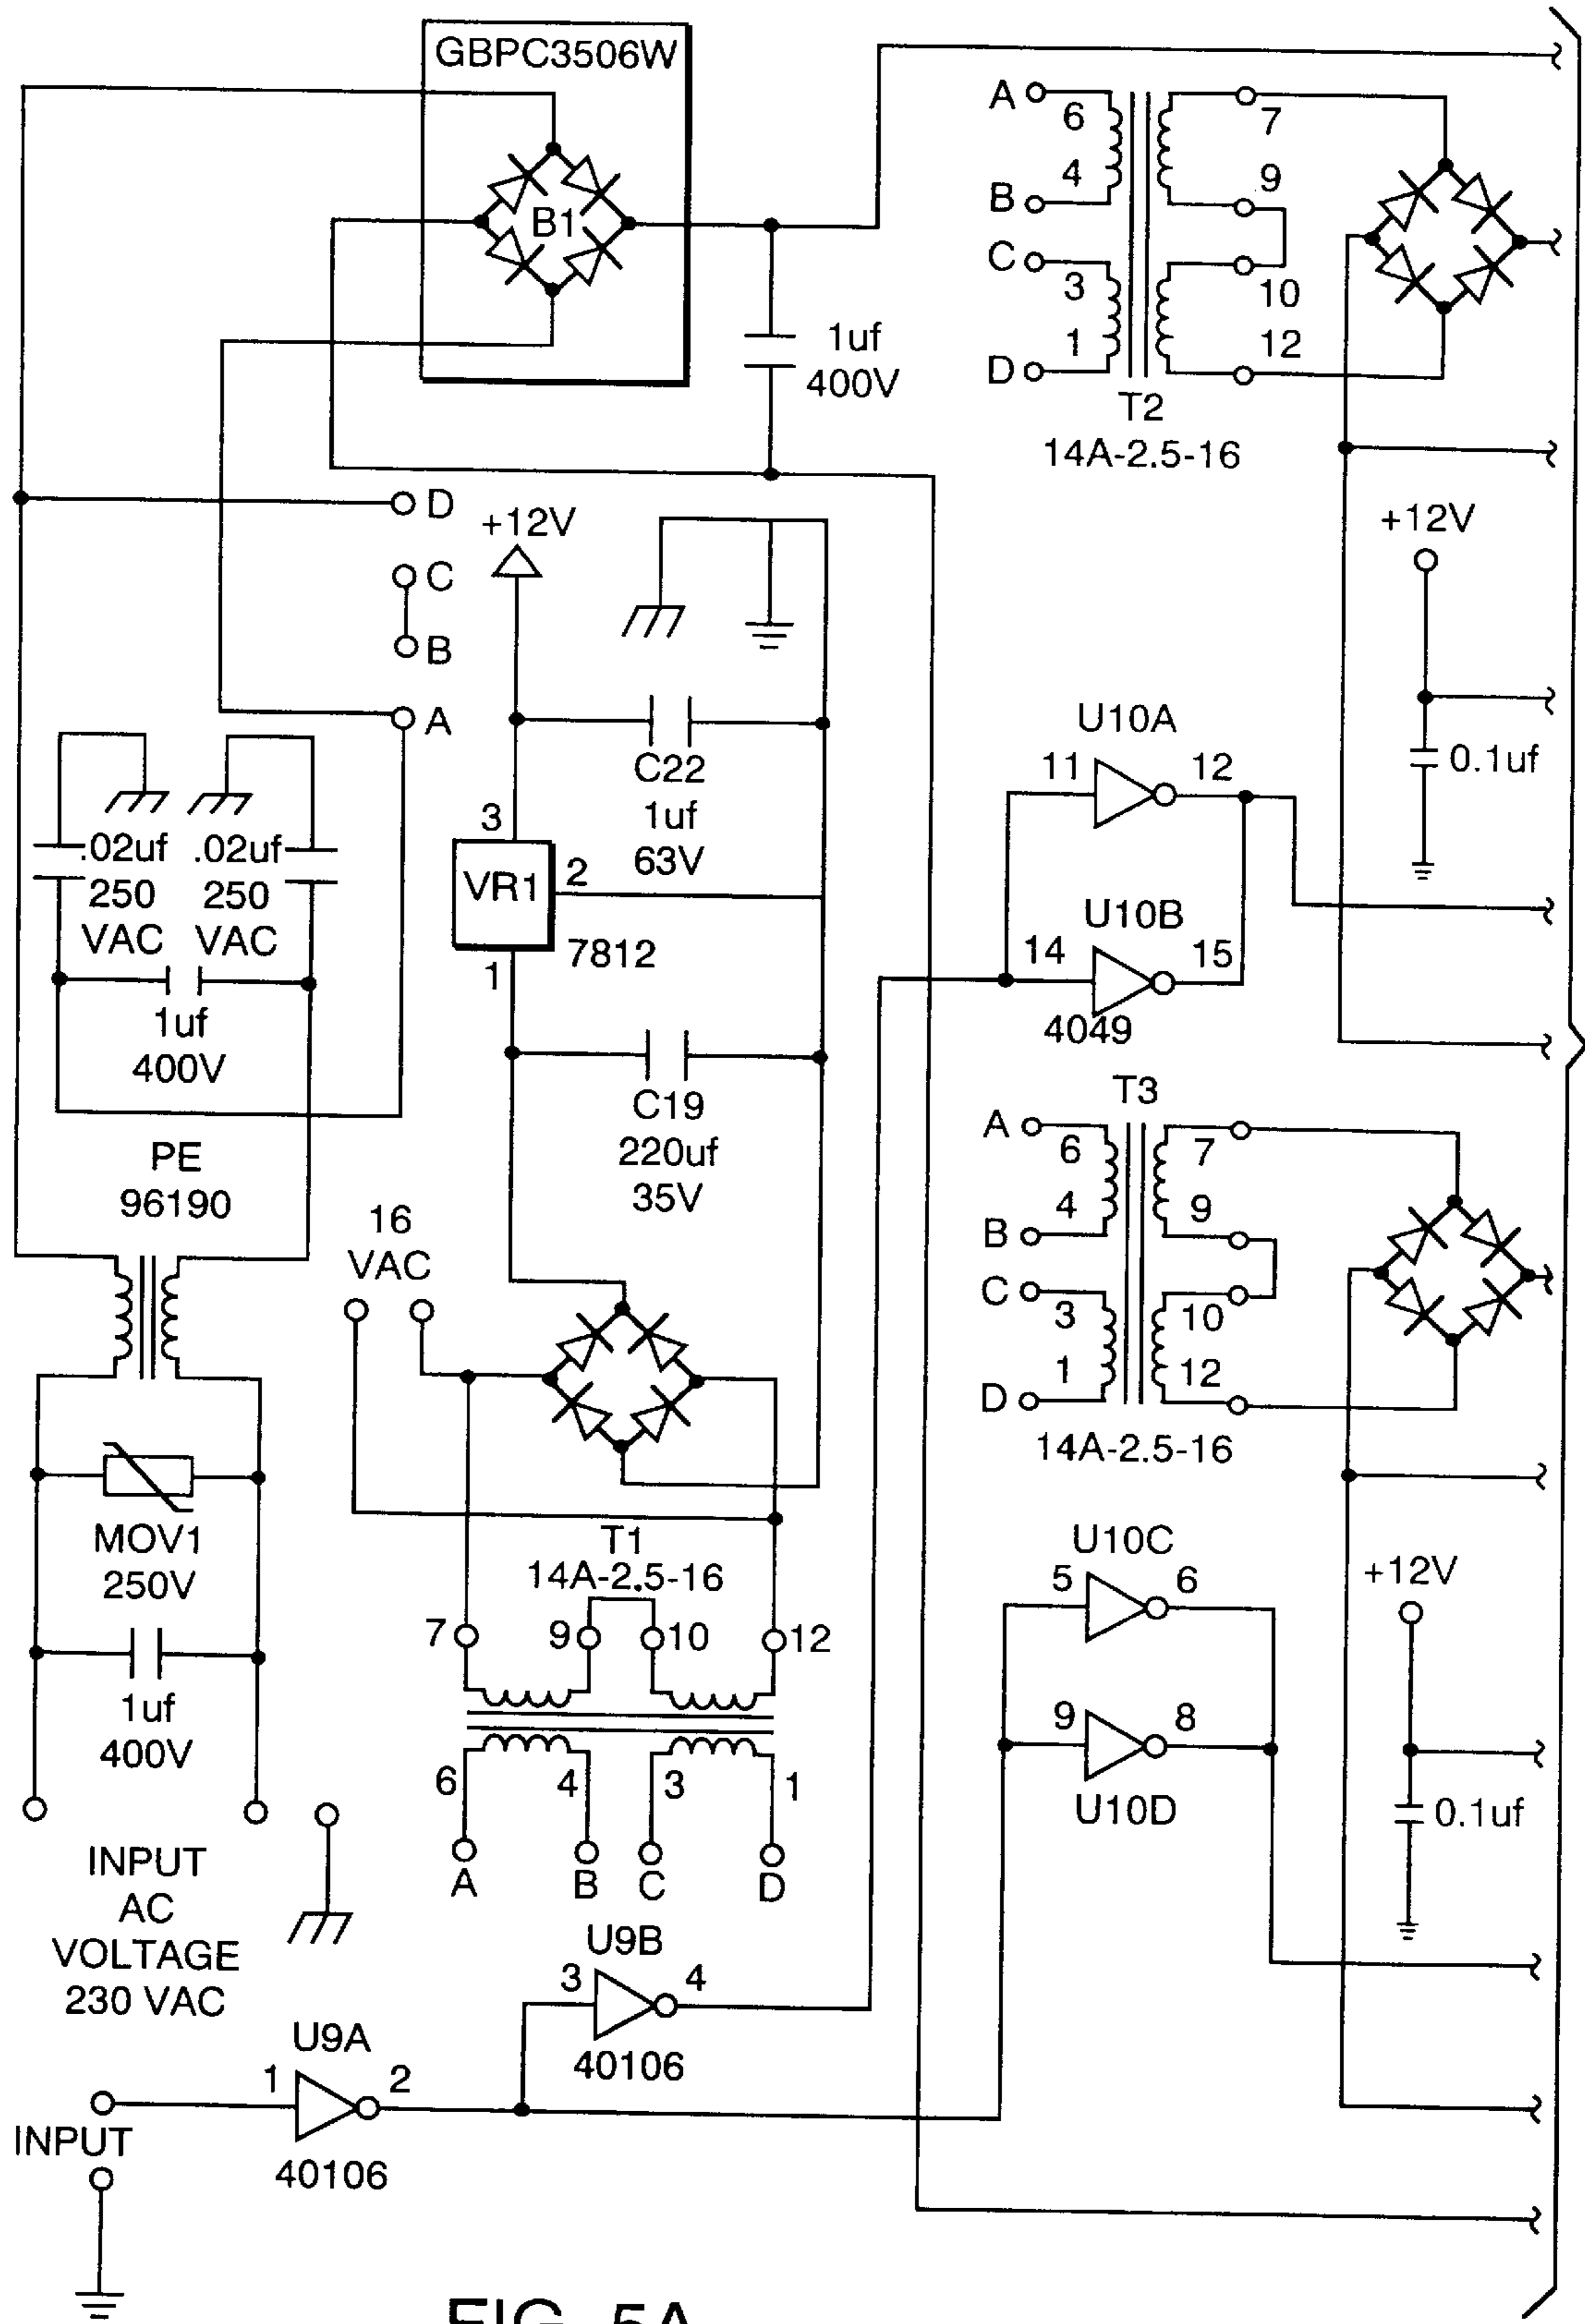 GBPC3506W
B1
1uf
400V
A
6
4
B
C
3
1
D
7
9
10
12
T2
14A-2.5-16
D
C
B
A
+12V
C22
1uf
63V
3
VR1
2
7812
1
C19
220uf
35V
+12V
0.1uf
U10A
11
12
U10B
14
15
4049
.02uf
250
VAC
.02uf
250
VAC
1uf
400V
PE
96190
16
VAC
T3
A
6
4
B
C
3
1
D
7
9
10
12
14A-2.5-16
MOV1
250V
1uf
400V
INPUT
AC
VOLTAGE
230 VAC
T1
14A-2.5-16
7
9
10
12
6
4
3
1
A
B
C
D
U10C
5
6
9
8
U10D
+12V
0.1uf
U9B
3
4
40106
U9A
1
2
40106
INPUT
FIG. 5A